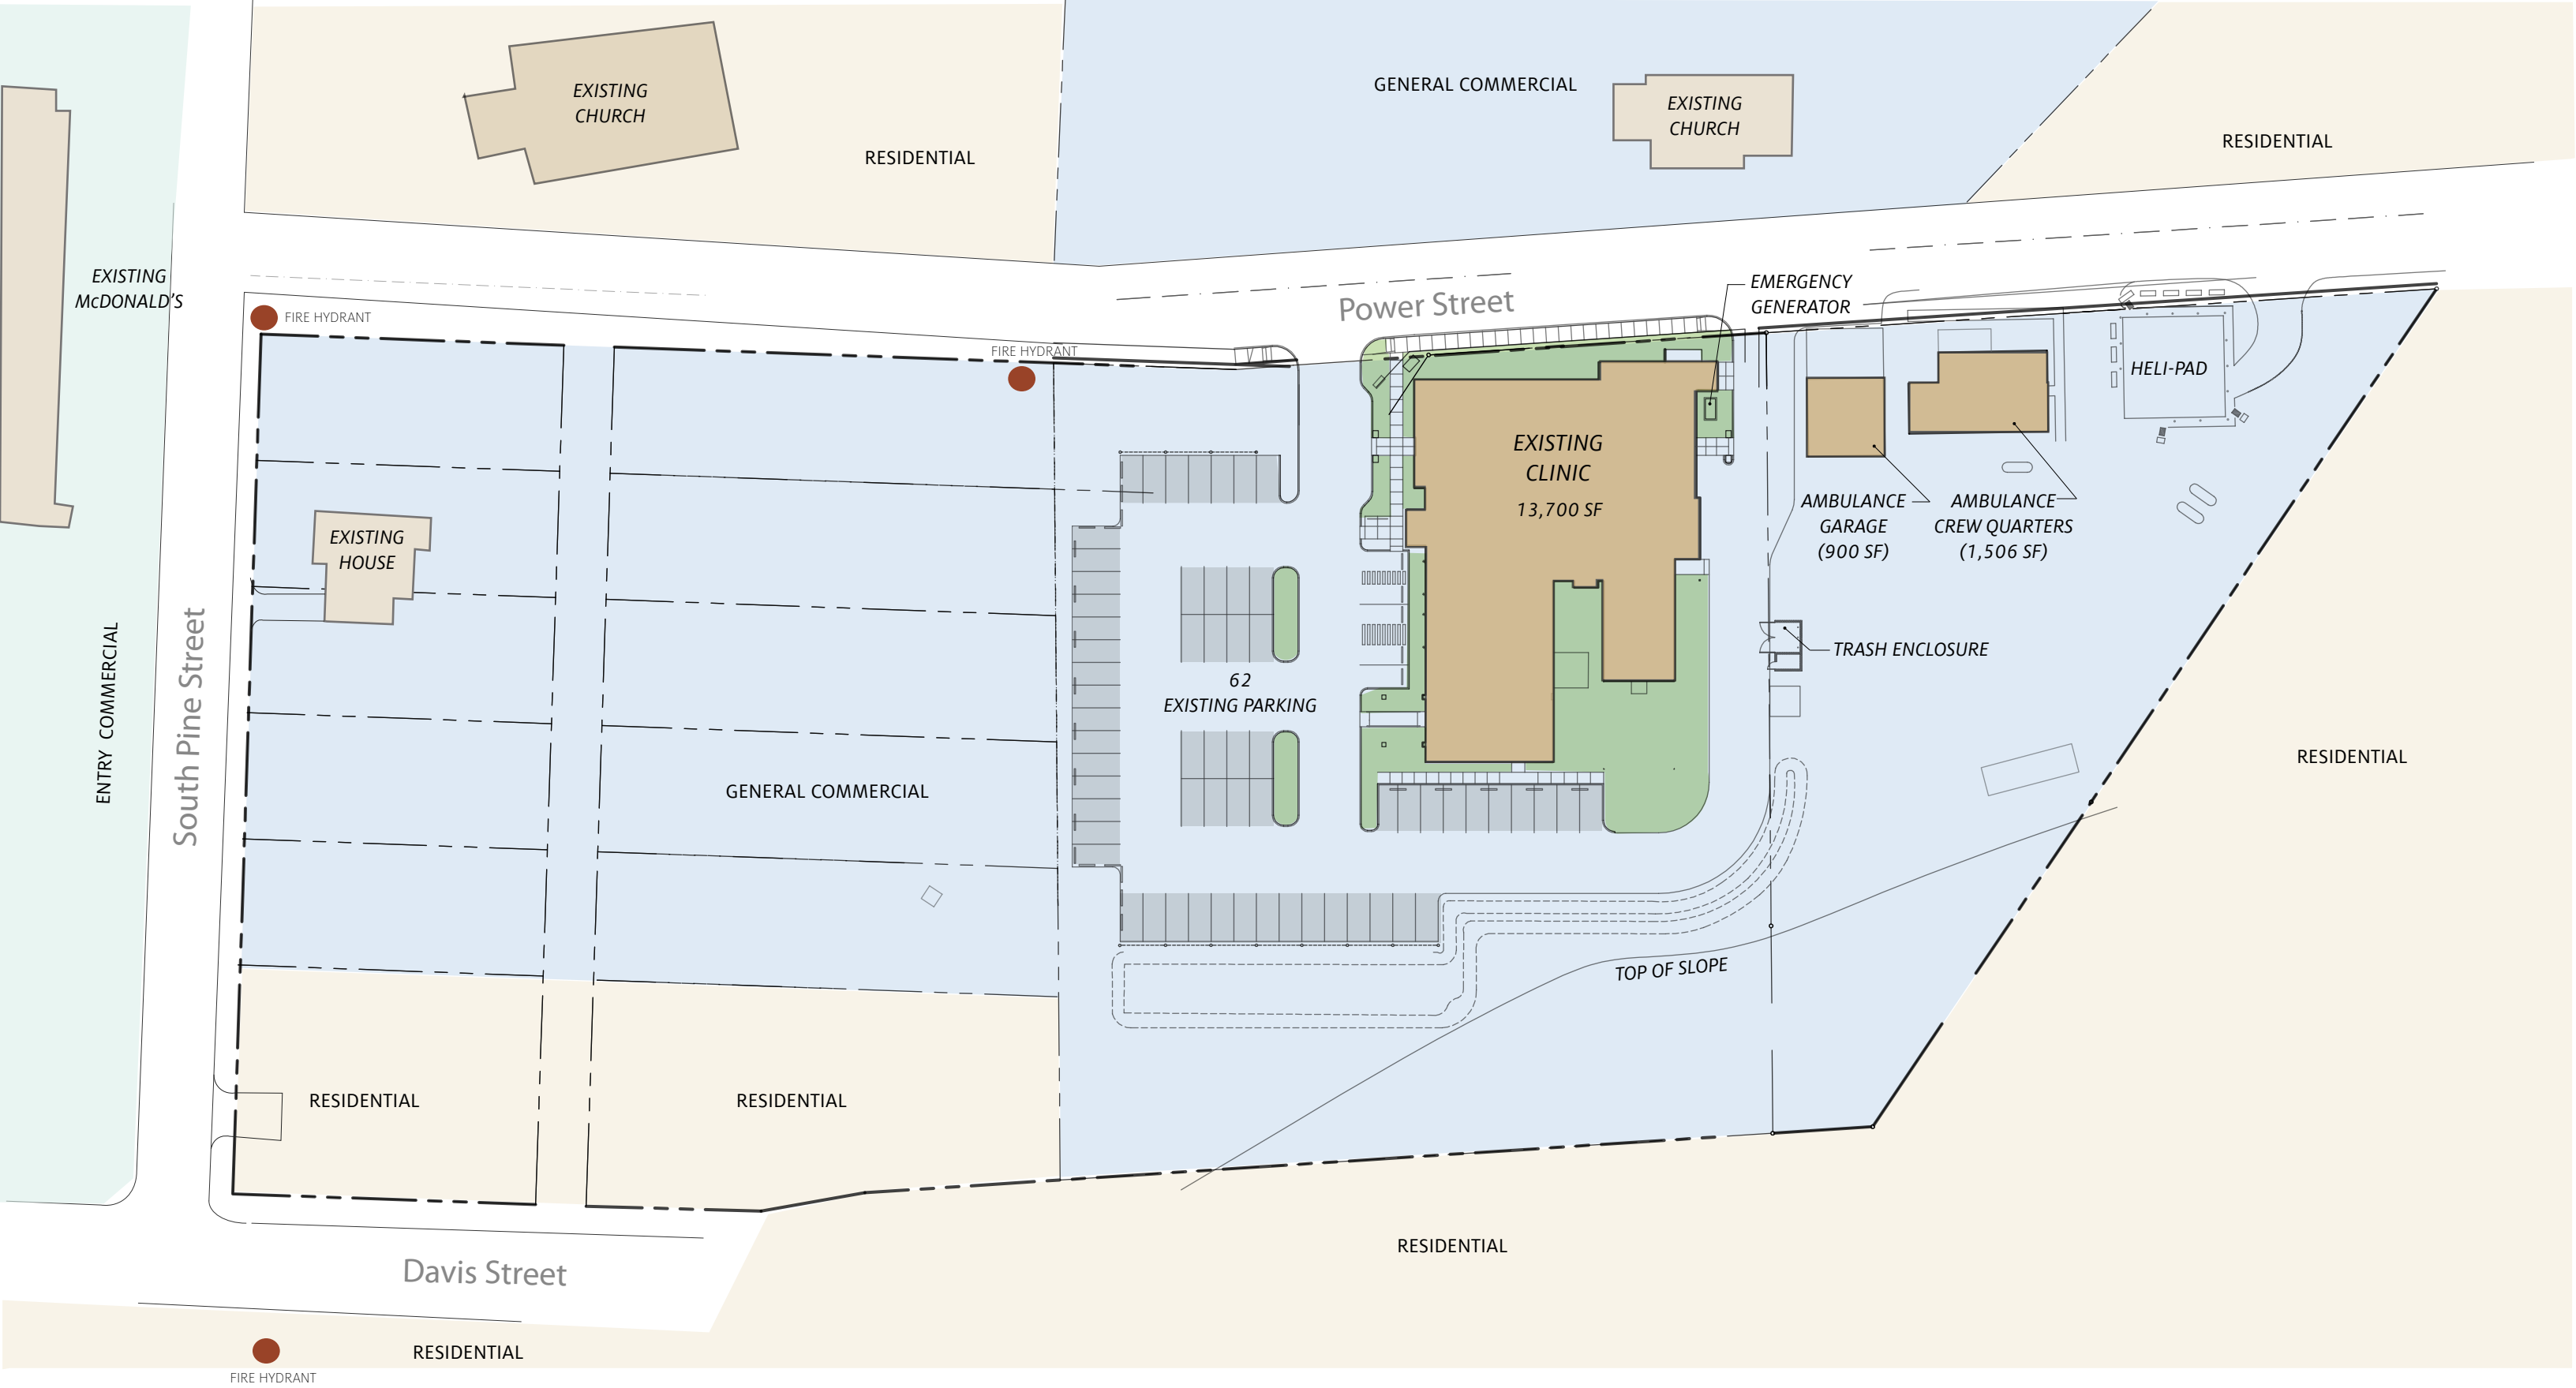 EXISTING
CHURCH
RESIDENTIAL
GENERAL COMMERCIAL
EXISTING
CHURCH
RESIDENTIAL
EXISTING
McDONALD'S
FIRE HYDRANT
FIRE HYDRANT
Power Street
EMERGENCY
GENERATOR
HELI-PAD
EXISTING
CLINIC
13,700 SF
AMBULANCE
GARAGE
(900 SF)
AMBULANCE
CREW QUARTERS
(1,506 SF)
EXISTING
HOUSE
ENTRY COMMERCIAL
South Pine Street
TRASH ENCLOSURE
62
EXISTING PARKING
GENERAL COMMERCIAL
RESIDENTIAL
TOP OF SLOPE
RESIDENTIAL
RESIDENTIAL
RESIDENTIAL
Davis Street
RESIDENTIAL
FIRE HYDRANT